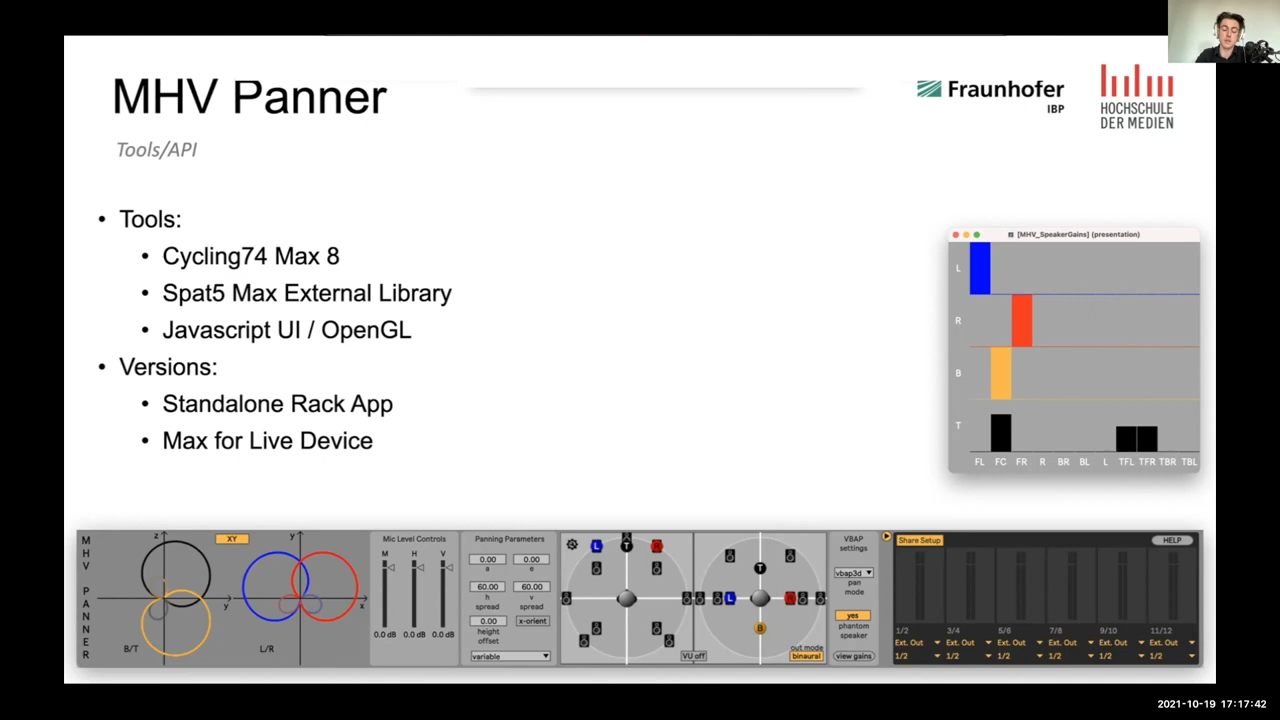 MHV Panner
Fraunhofer
IBP
HOCHSCHULE
DER MEDIEN
Tools/API
• Tools:
• Cycling74 Max 8
• Spat5 Max External Library
• Javascript UI / OpenGL
• Versions:
• Standalone Rack App
• Max for Live Device
[MHV_SpeakerGains] (presentation)
L
R
B
T
FL FC FR R BR BL L TFL TFR TBR TBL
MHV PANNER
z
y
B/T
XY
y
x
L/R
Mic Level Controls
M H V
0.0 dB 0.0 dB 0.0 dB
Panning Parameters
0.00 0.00
a e
60.00 60.00
h spread
v spread
0.00 x-orient
height offset
variable
L T R
VU off
T
L R
B
out mode
binaural
VBAP settings
vbap3d
pan mode
yes
phantom speaker
view gains
Share Setup
HELP
1/2 3/4 5/6 7/8 9/10 11/12
Ext. Out Ext. Out Ext. Out Ext. Out Ext. Out Ext. Out
1/2 1/2 1/2 1/2 1/2 1/2
2021-10-19 17:17:42